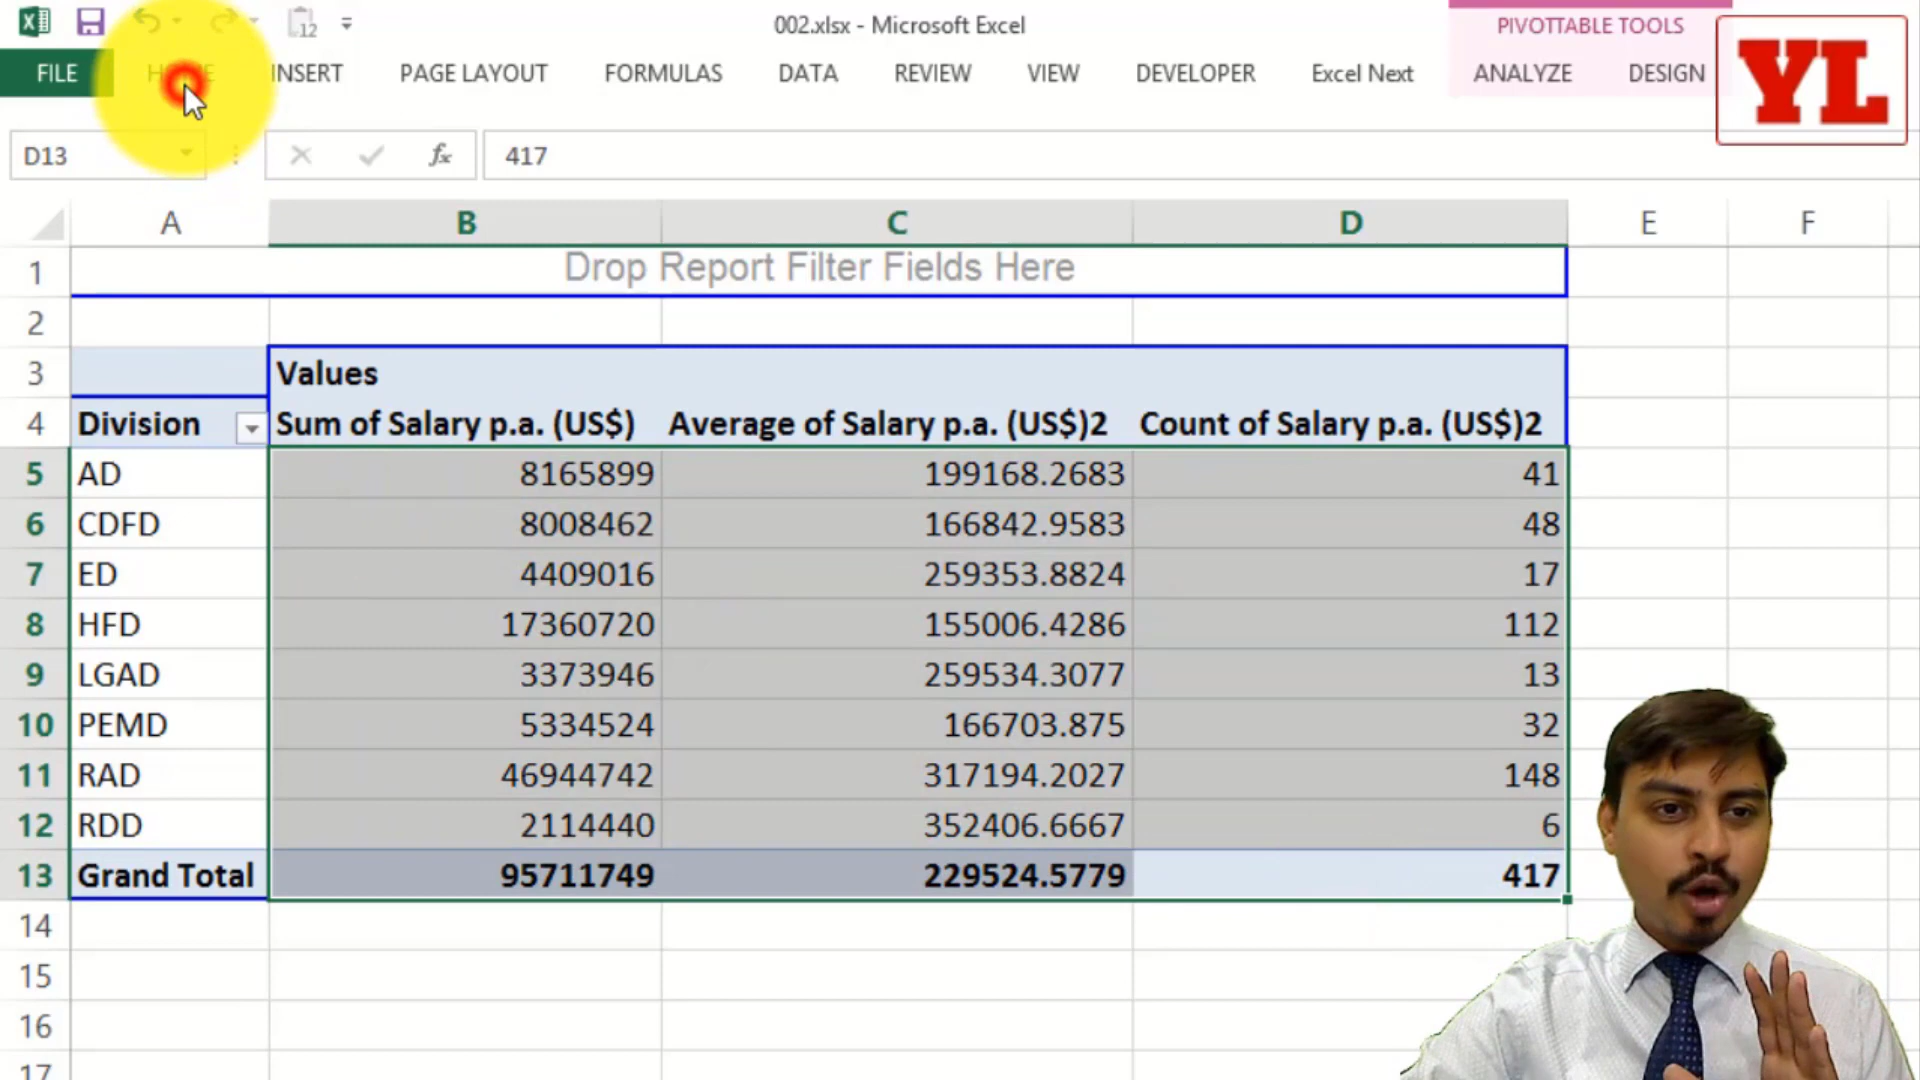 12
002.xlsx - Microsoft Excel
PIVOTTABLE TOOLS
FILE HOME INSERT PAGE LAYOUT FORMULAS DATA REVIEW VIEW DEVELOPER Excel Next ANALYZE DESIGN
YL
D13 fx 417
A B C D E F
1 Drop Report Filter Fields Here
2
3 Values
4 Division Sum of Salary p.a. (US$) Average of Salary p.a. (US$)2 Count of Salary p.a. (US$)2
5 AD 8165899 199168.2683 41
6 CDFD 8008462 166842.9583 48
7 ED 4409016 259353.8824 17
8 HFD 17360720 155006.4286 112
9 LGAD 3373946 259534.3077 13
10 PEMD 5334524 166703.875 32
11 RAD 46944742 317194.2027 148
12 RDD 2114440 352406.6667 6
13 Grand Total 95711749 229524.5779 417
14
15
16
17